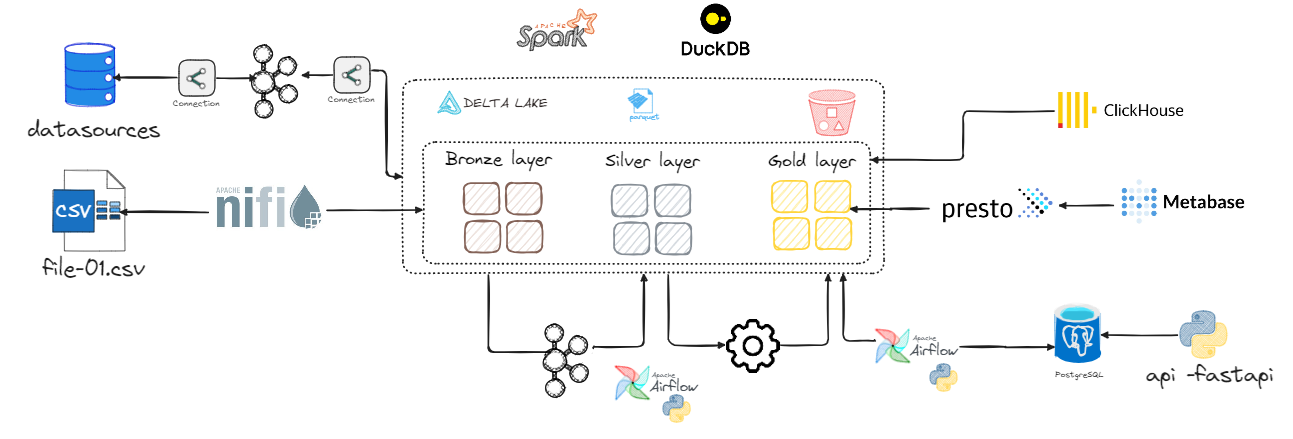 APACHE
Spark
DuckDB
Connection
Connection
datasources
DELTA LAKE
parquet
ClickHouse
Bronze layer
Silver layer
Gold layer
CSV
APACHE
nifi
presto
Metabase
file-01.csv
Apache
Airflow
Apache
Airflow
PostgreSQL
api -fastapi